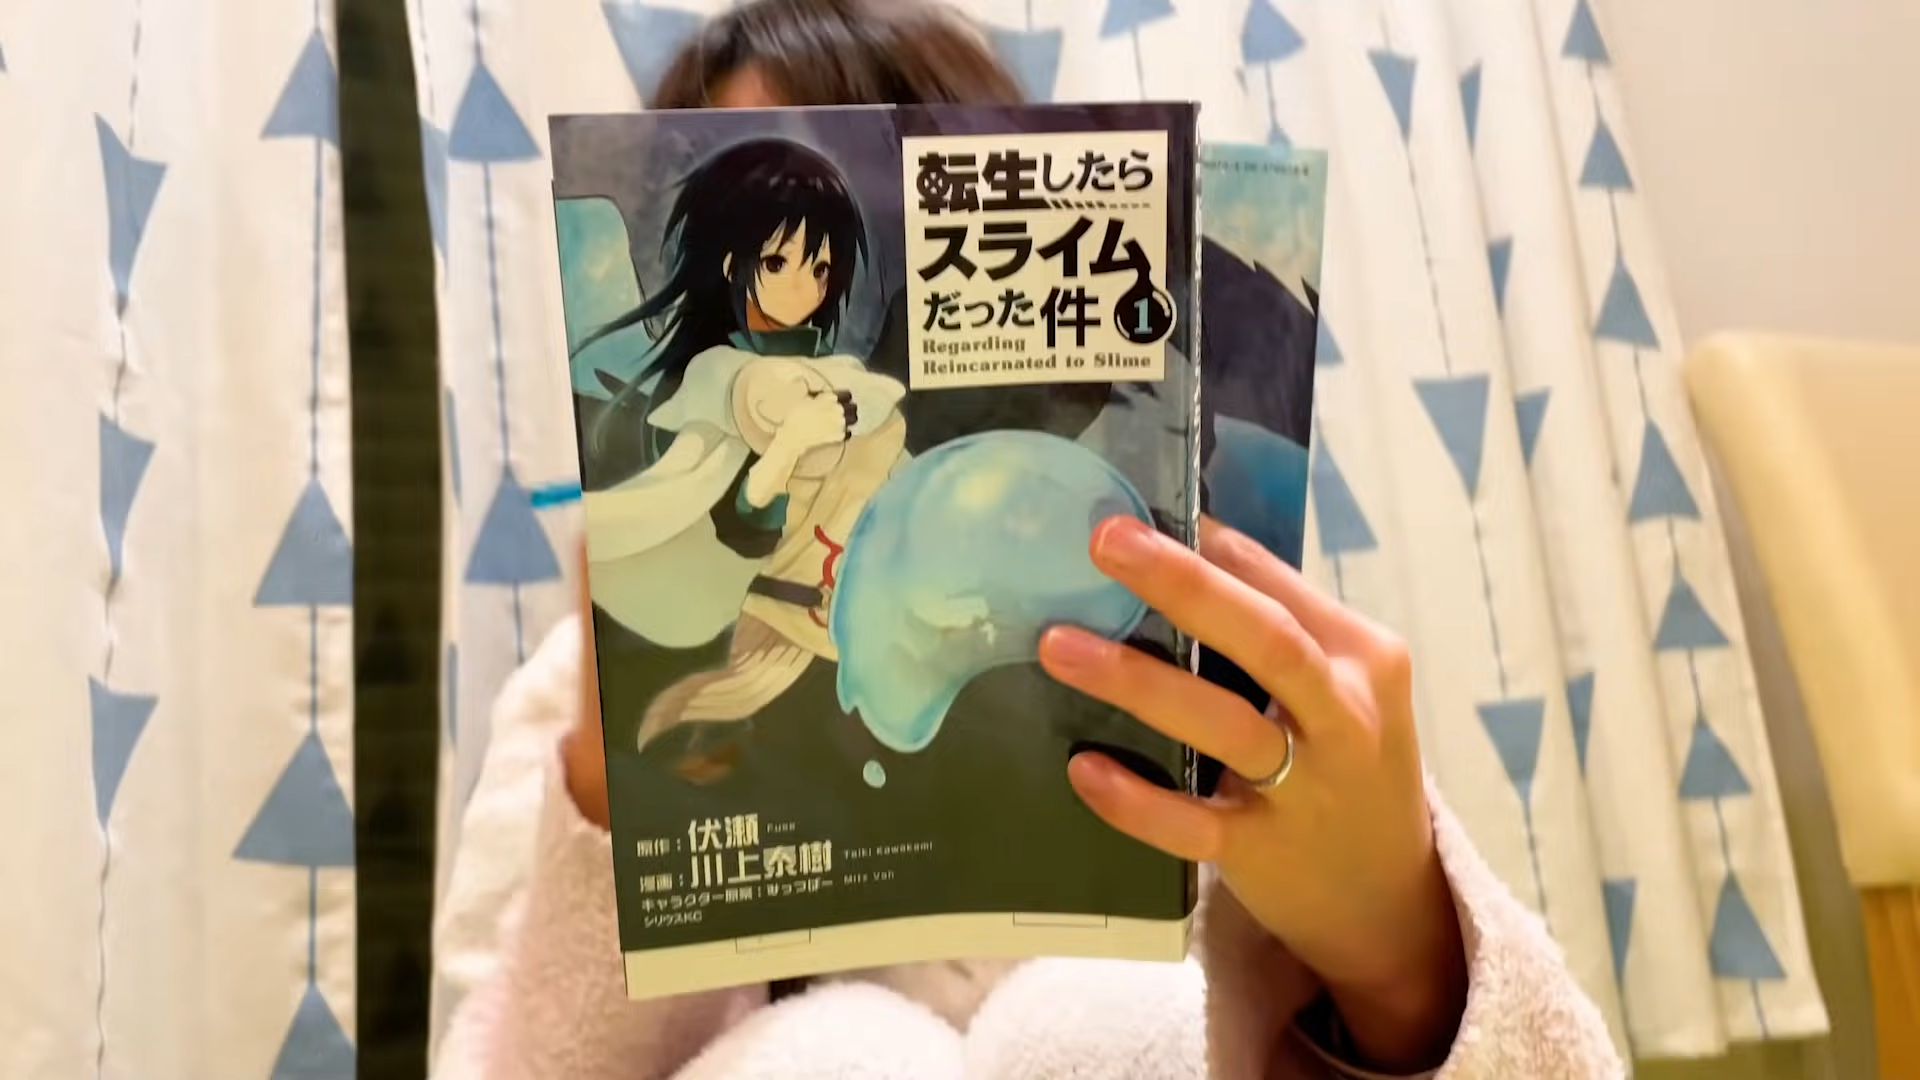 転生したら
スライム
だった件 1
Regarding
Reincarnated to Slime
原作：伏瀬 Fuse
漫画：川上泰樹 Taiki Kawakami
キャラクター原案：みっつばー Mitz Vah
シリウスKC